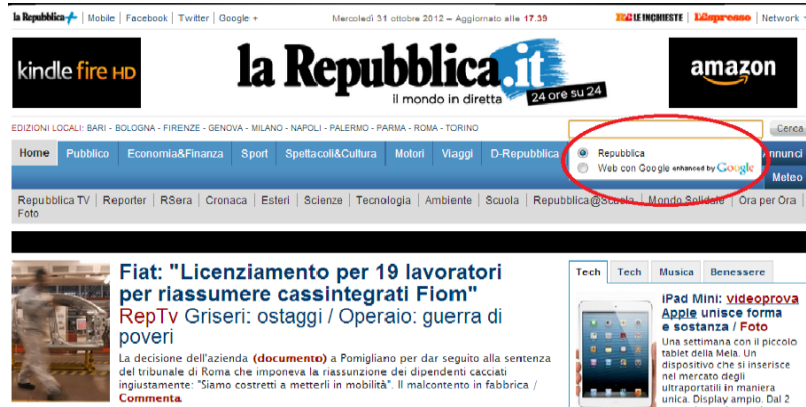 la Repubblica + | Mobile | Facebook | Twitter | Google +
Mercoledì 31 ottobre 2012 – Aggiornato alle 17.39
RE LE INCHIESTE | L'Espresso | Network
kindle fire HD
la Repubblica.it
il mondo in diretta
24 ore su 24
amazon
EDIZIONI LOCALI: BARI - BOLOGNA - FIRENZE - GENOVA - MILANO - NAPOLI - PALERMO - PARMA - ROMA - TORINO
Cerca
Home Pubblico Economia&Finanza Sport Spettacoli&Cultura Motori Viaggi D-Repubblica
Repubblica
Annunci
Web con Google enhanced by Google
Meteo
Repubblica TV | Reporter | RSera | Cronaca | Esteri | Scienze | Tecnologia | Ambiente | Scuola | Repubblica@Scuola | Mondo Solidale | Ora per Ora |
Foto
Fiat: "Licenziamento per 19 lavoratori
per riassumere cassintegrati Fiom"
RepTv Griseri: ostaggi / Operaio: guerra di
poveri
La decisione dell'azienda (documento) a Pomigliano per dar seguito alla sentenza
del tribunale di Roma che imponeva la riassunzione dei dipendenti cacciati
ingiustamente: "Siamo costretti a metterli in mobilità". Il malcontento in fabbrica /
Commenta
Tech Tech Musica Benessere
iPad Mini: videoprova
Apple unisce forma
e sostanza / Foto
Una settimana con il piccolo
tablet della Mela. Un
dispositivo che si inserisce
nel mercato degli
ultraportatili in maniera
unica. Display ampio. Dal 2